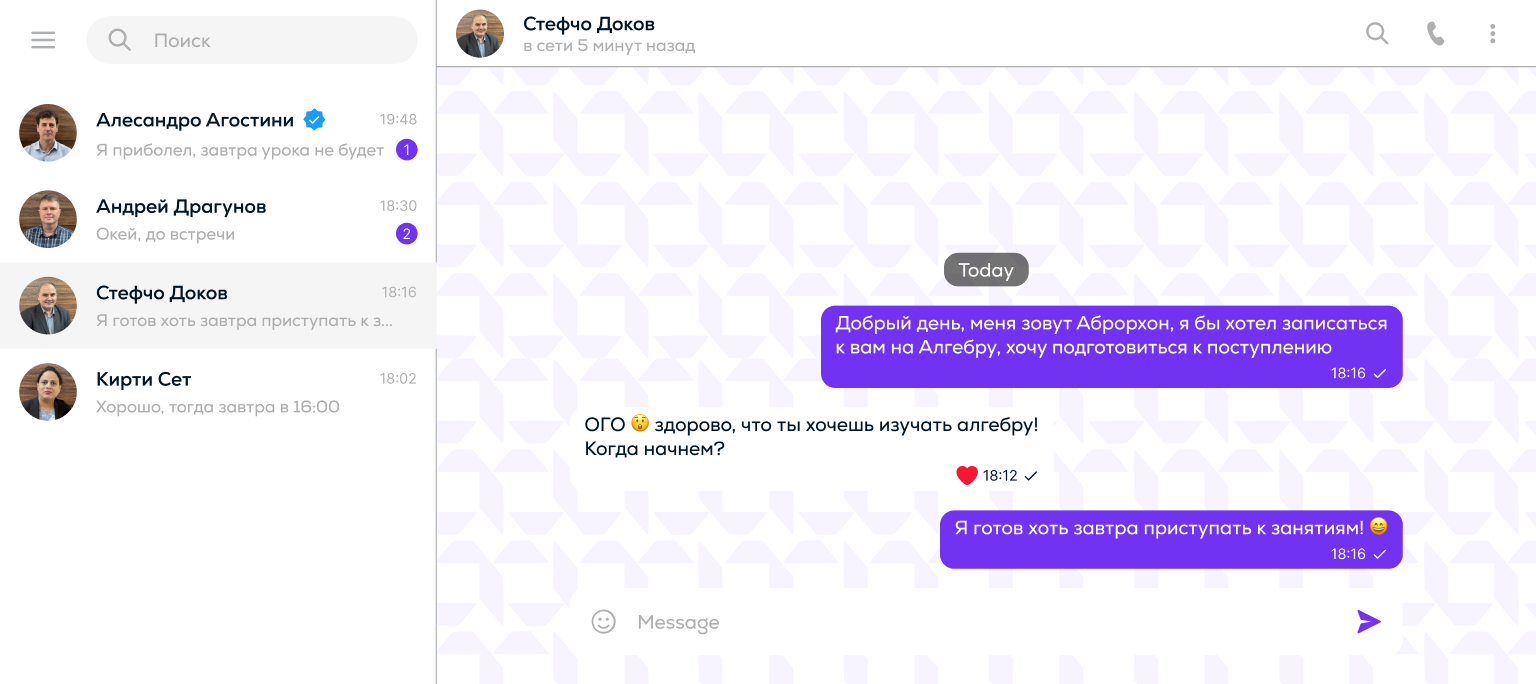 Поиск
Алесандро Агостини
19:48
Я приболел, завтра урока не будет
1
Андрей Драгунов
18:30
Окей, до встречи
2
Стефчо Доков
18:16
Я готов хоть завтра приступать к з...
Кирти Сет
18:02
Хорошо, тогда завтра в 16:00
Стефчо Доков
в сети 5 минут назад
Today
Добрый день, меня зовут Аброрхон, я бы хотел записаться
к вам на Алгебру, хочу подготовиться к поступлению
18:16
ОГО 😲 здорово, что ты хочешь изучать алгебру!
Когда начнем?
❤️ 18:12
Я готов хоть завтра приступать к занятиям! 😄
18:16
Message